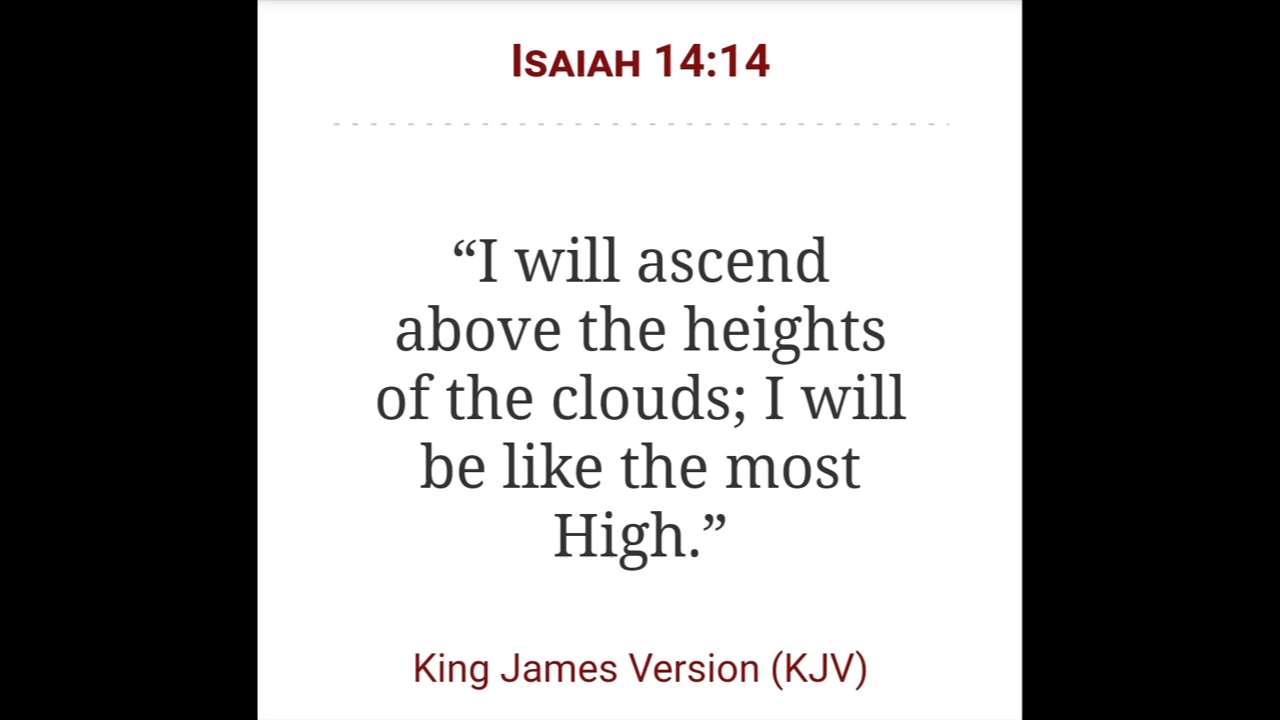 Isaiah 14:14
“I will ascend
above the heights
of the clouds; I will
be like the most
High.”
King James Version (KJV)